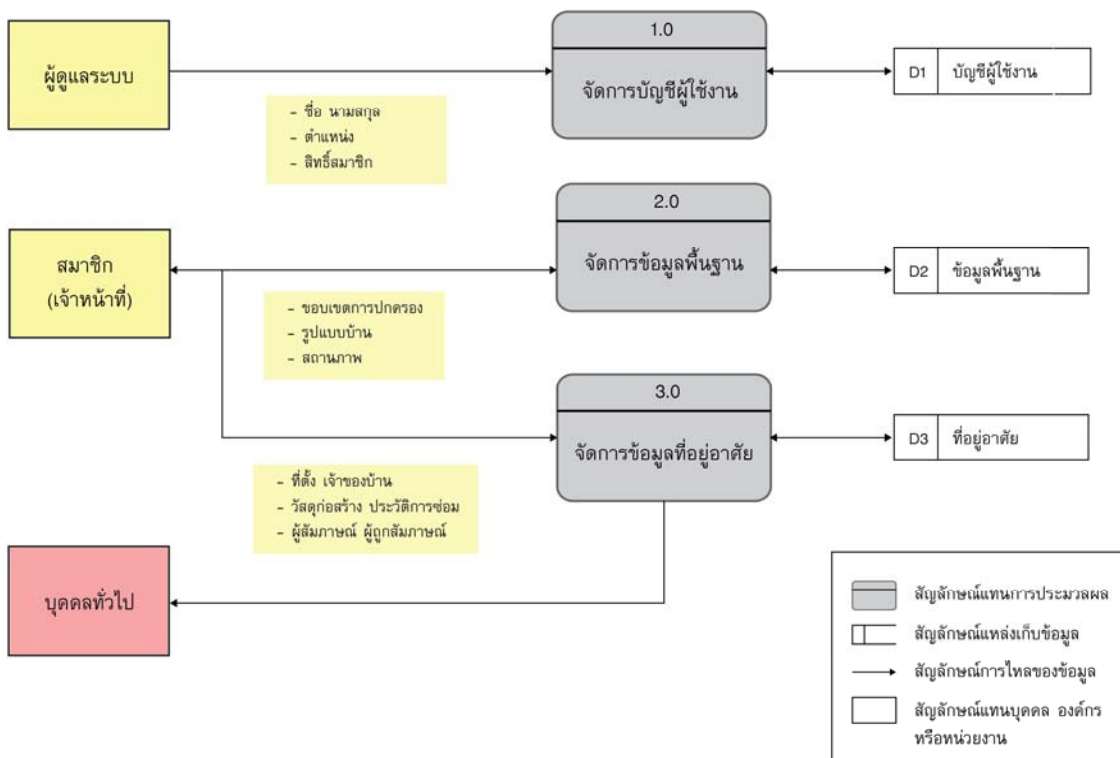 1.0
ผู้ดูแลระบบ
จัดการบัญชีผู้ใช้งาน
D1 บัญชีผู้ใช้งาน
- ชื่อ นามสกุล
- ตำแหน่ง
- สิทธิ์สมาชิก
2.0
สมาชิก
(เจ้าหน้าที่)
จัดการข้อมูลพื้นฐาน
D2 ข้อมูลพื้นฐาน
- ขอบเขตการปกครอง
- รูปแบบบ้าน
- สถานภาพ
3.0
จัดการข้อมูลที่อยู่อาศัย
D3 ที่อยู่อาศัย
- ที่ตั้ง เจ้าของบ้าน
- วัสดุก่อสร้าง ประวัติการซ่อม
- ผู้สัมภาษณ์ ผู้ถูกสัมภาษณ์
บุคคลทั่วไป
สัญลักษณ์แทนการประมวลผล
สัญลักษณ์แหล่งเก็บข้อมูล
สัญลักษณ์การไหลของข้อมูล
สัญลักษณ์แทนบุคคล องค์กร
หรือหน่วยงาน